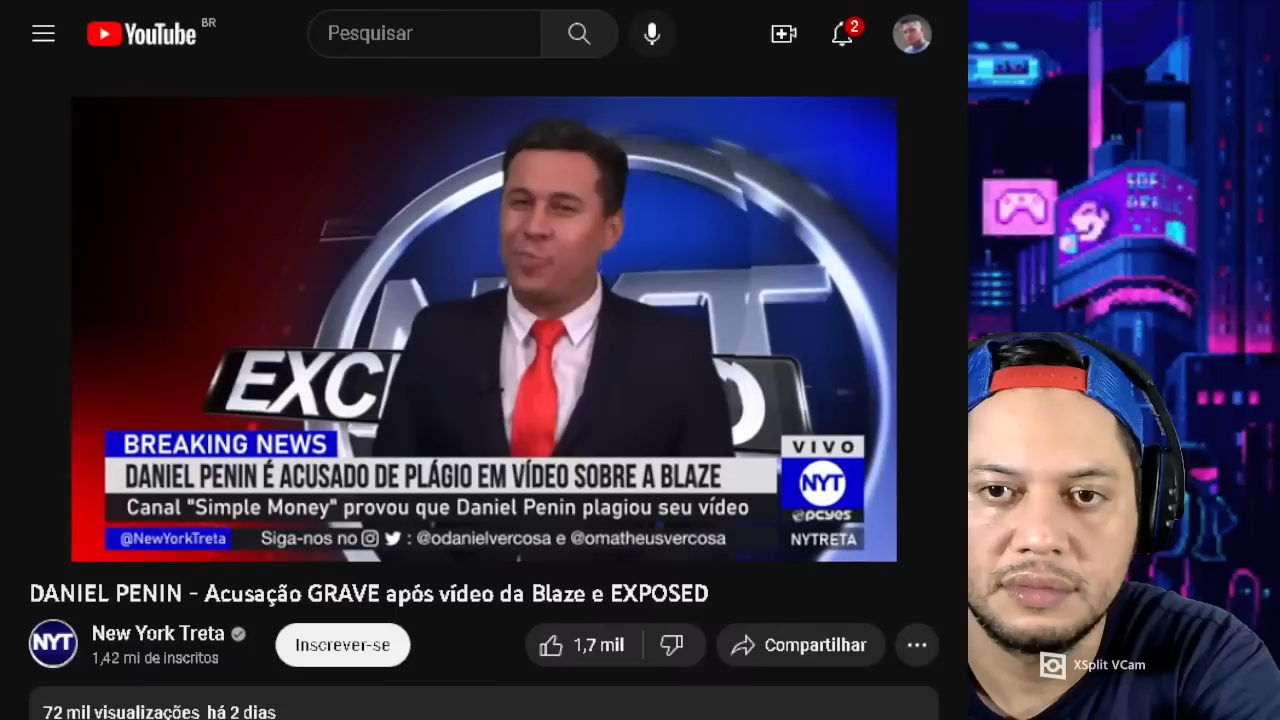 YouTube BR
Pesquisar
2
EXC
BREAKING NEWS
DANIEL PENIN É ACUSADO DE PLÁGIO EM VÍDEO SOBRE A BLAZE
Canal "Simple Money" provou que Daniel Penin plagiou seu vídeo
@NewYorkTreta
Siga-nos no : @odanielvercosa e @omatheusvercosa
VIVO
NYT
pcyes
NYTRETA
DANIEL PENIN - Acusação GRAVE após vídeo da Blaze e EXPOSED
NYT
New York Treta
1,42 mi de inscritos
Inscrever-se
1,7 mil
Compartilhar
72 mil visualizações há 2 dias
XSplit VCam